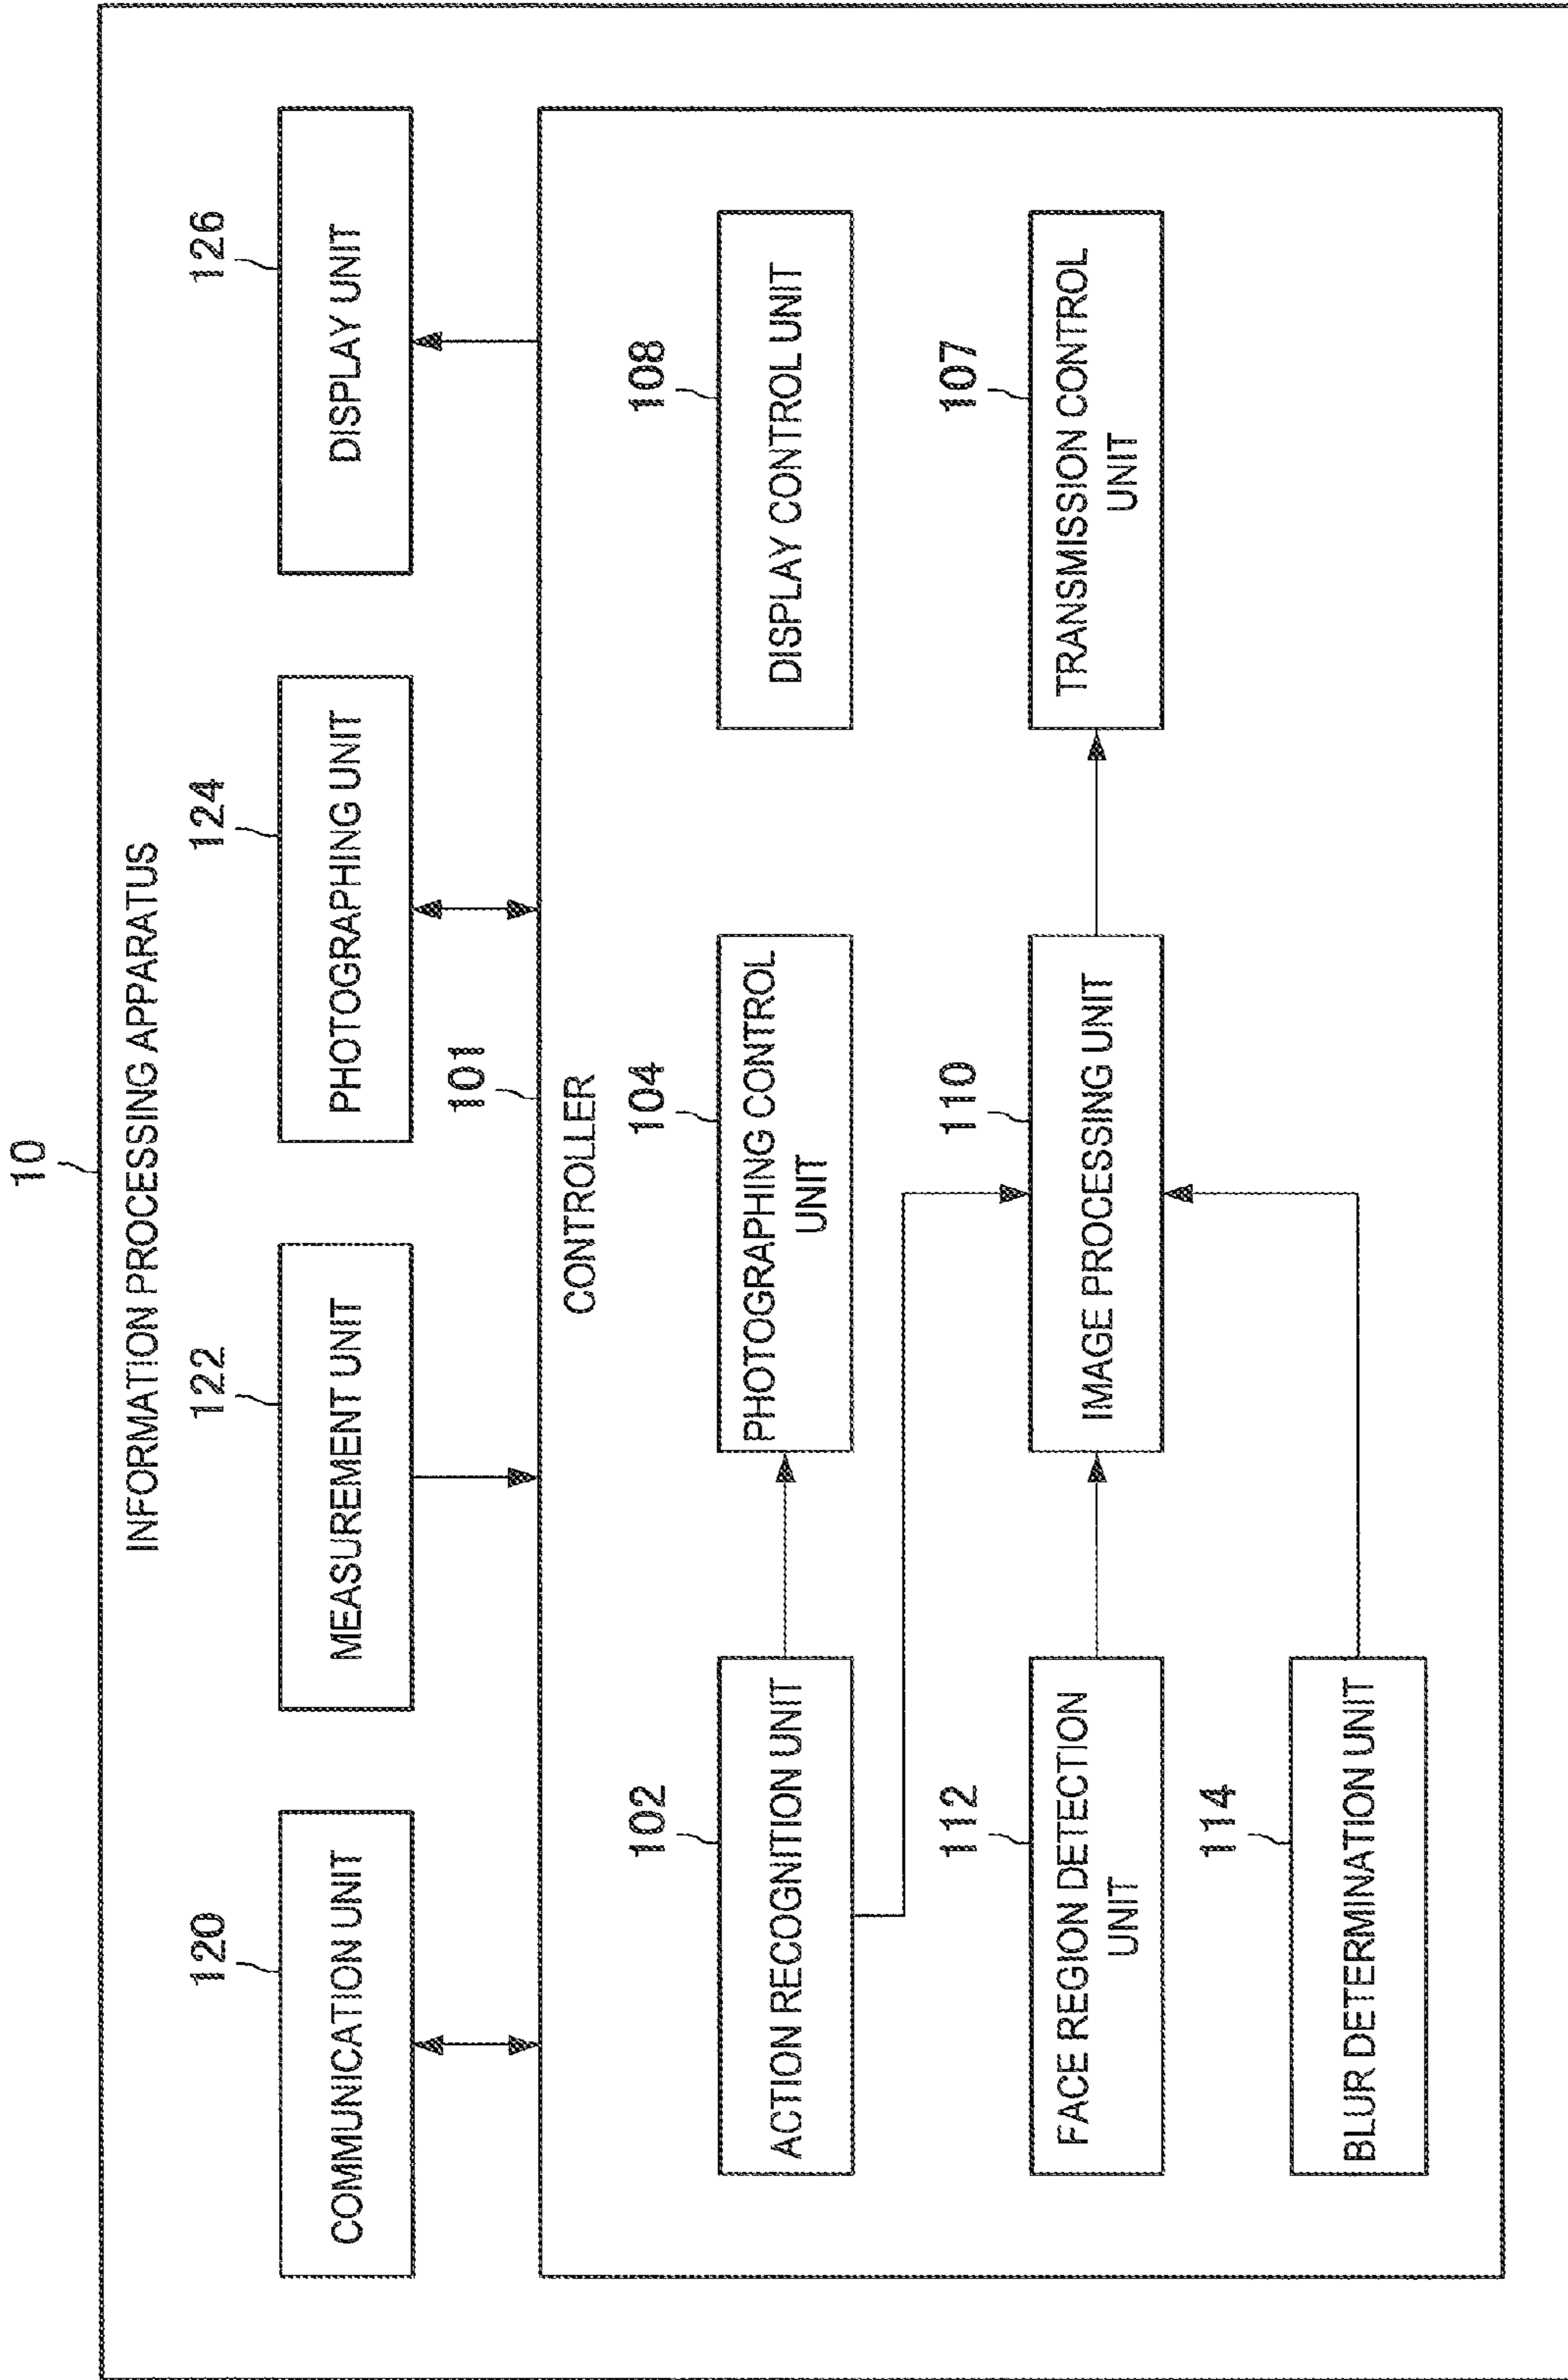 10
INFORMATION PROCESSING APPARATUS
120
122
124
126
COMMUNICATION UNIT
MEASUREMENT UNIT
PHOTOGRAPHING UNIT
DISPLAY UNIT
101
CONTROLLER
102
104
108
ACTION RECOGNITION UNIT
PHOTOGRAPHING CONTROL
UNIT
DISPLAY CONTROL UNIT
112
110
107
FACE REGION DETECTION
UNIT
IMAGE PROCESSING UNIT
TRANSMISSION CONTROL
UNIT
114
BLUR DETERMINATION UNIT